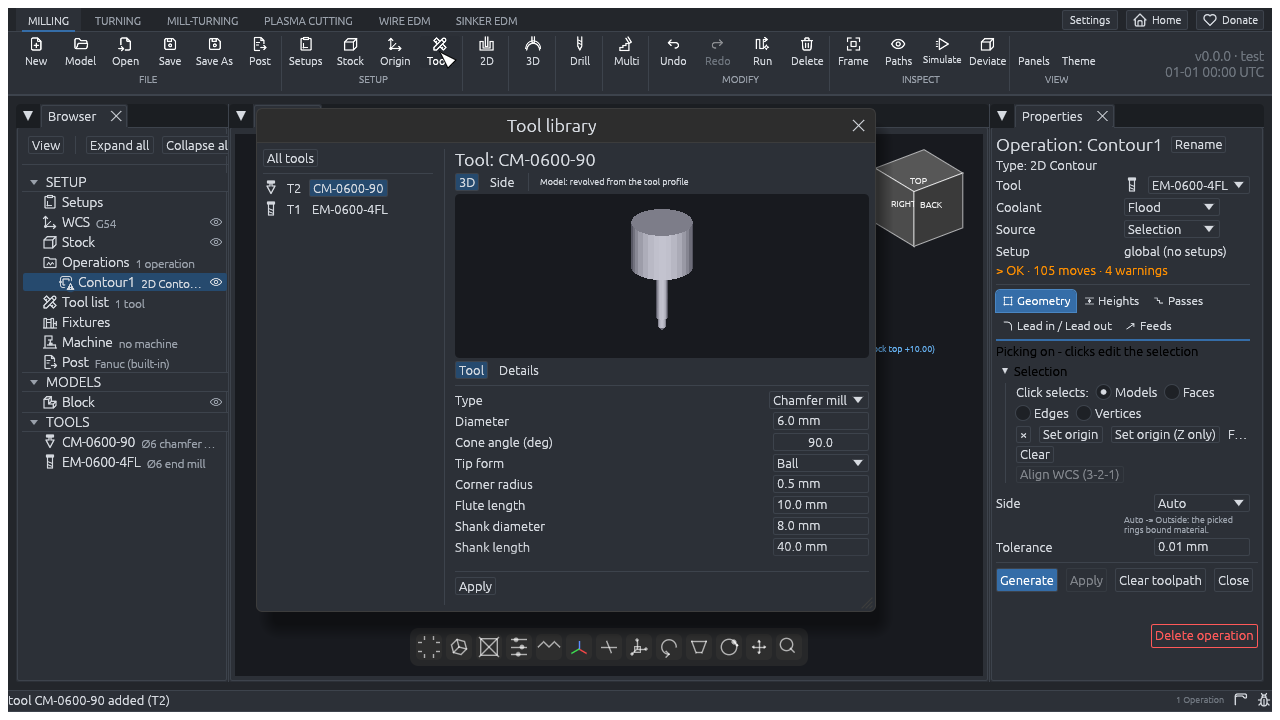 MILLING TURNING MILL-TURNING PLASMA CUTTING WIRE EDM SINKER EDM Settings Home Donate
New Model Open Save Save As Post Setups Stock Origin Tools 2D 3D Drill Multi Undo Redo Run Delete Frame Paths Simulate Deviate Panels Theme
FILE SETUP MODIFY INSPECT VIEW
v0.0.0 · test
01-01 00:00 UTC
Browser
View Expand all Collapse al
SETUP
Setups
WCS G54
Stock
Operations 1 operation
Contour1 2D Conto...
Tool list 1 tool
Fixtures
Machine no machine
Post Fanuc (built-in)
MODELS
Block
TOOLS
CM-0600-90 Ø6 chamfer ...
EM-0600-4FL Ø6 end mill
Tool library
All tools
T2 CM-0600-90
T1 EM-0600-4FL
Tool: CM-0600-90
3D Side Model: revolved from the tool profile
Tool Details
Type Chamfer mill
Diameter 6.0 mm
Cone angle (deg) 90.0
Tip form Ball
Corner radius 0.5 mm
Flute length 10.0 mm
Shank diameter 8.0 mm
Shank length 40.0 mm
Apply
TOP
RIGHT BACK
ck top +10.00)
Properties
Operation: Contour1 Rename
Type: 2D Contour
Tool EM-0600-4FL
Coolant Flood
Source Selection
Setup global (no setups)
> OK · 105 moves · 4 warnings
Geometry Heights Passes
Lead in / Lead out Feeds
Picking on - clicks edit the selection
Selection
Click selects: Models Faces
Edges Vertices
× Set origin Set origin (Z only) F...
Clear
Align WCS (3-2-1)
Side Auto
Auto -> Outside: the picked
rings bound material.
Tolerance 0.01 mm
Generate Apply Clear toolpath Close
Delete operation
tool CM-0600-90 added (T2)
1 Operation